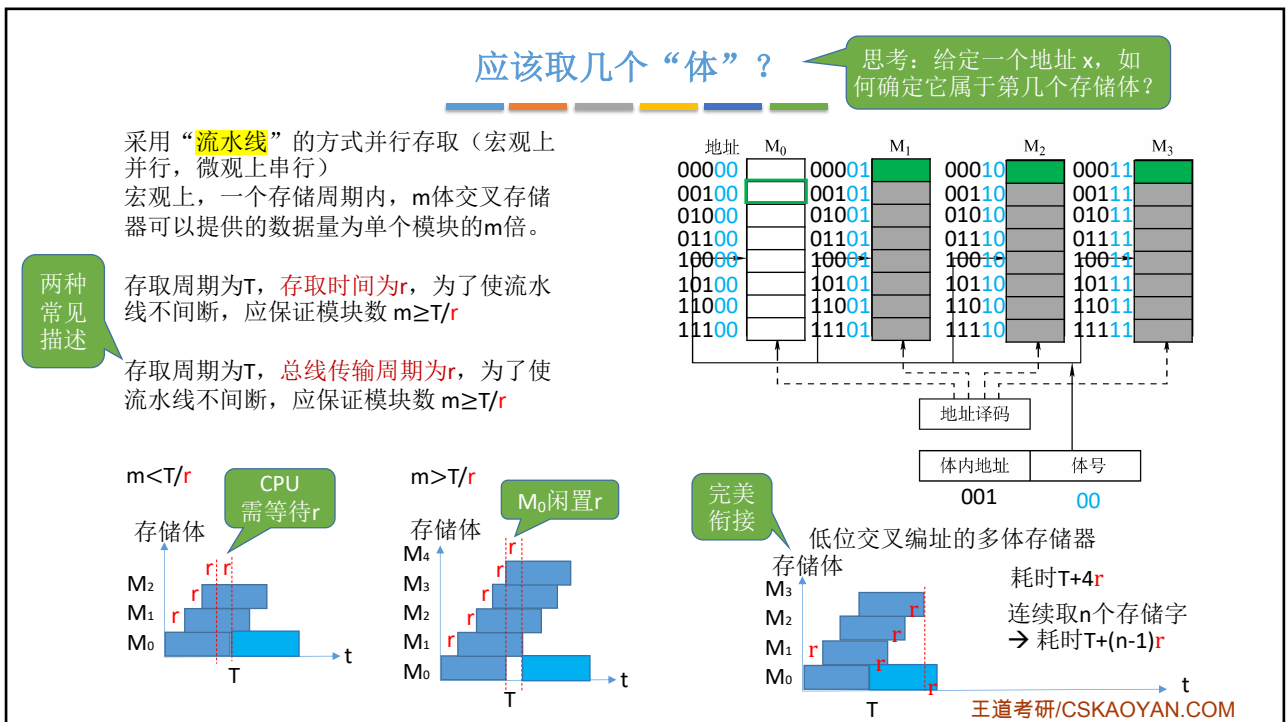 应该取几个“体”？
思考：给定一个地址 x，如
何确定它属于第几个存储体？
采用“流水线”的方式并行存取（宏观上
并行，微观上串行）
宏观上，一个存储周期内，m体交叉存储
器可以提供的数据量为单个模块的m倍。
两种
常见
描述
存取周期为T，存取时间为r，为了使流水
线不间断，应保证模块数 m≥T/r
存取周期为T，总线传输周期为r，为了使
流水线不间断，应保证模块数 m≥T/r
地址 M₀ M₁ M₂ M₃
00000 00001 00010 00011
00100 00101 00110 00111
01000 01001 01010 01011
01100 01101 01110 01111
10000 10001 10010 10011
10100 10101 10110 10111
11000 11001 11010 11011
11100 11101 11110 11111
地址译码
体内地址 体号
001 00
低位交叉编址的多体存储器
m<T/r
CPU
需等待r
存储体
r r
M₂
r
M₁
M₀
t
T
m>T/r
M₀闲置r
存储体
r
M₄
r
M₃
r
M₂
r
M₁
M₀
t
T
完美
衔接
存储体
M₃
r
M₂
r r
M₁
M₀
r
t
T
耗时T+4r
连续取n个存储字
→ 耗时T+(n-1)r
王道考研/CSKAOYAN.COM